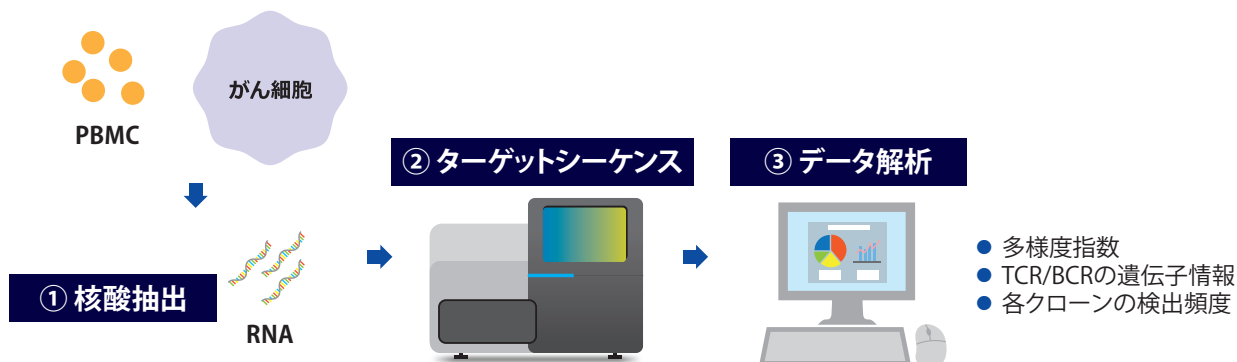 がん細胞
PBMC
① 核酸抽出
RNA
② ターゲットシーケンス
③ データ解析
● 多様度指数
● TCR/BCRの遺伝子情報
● 各クローンの検出頻度